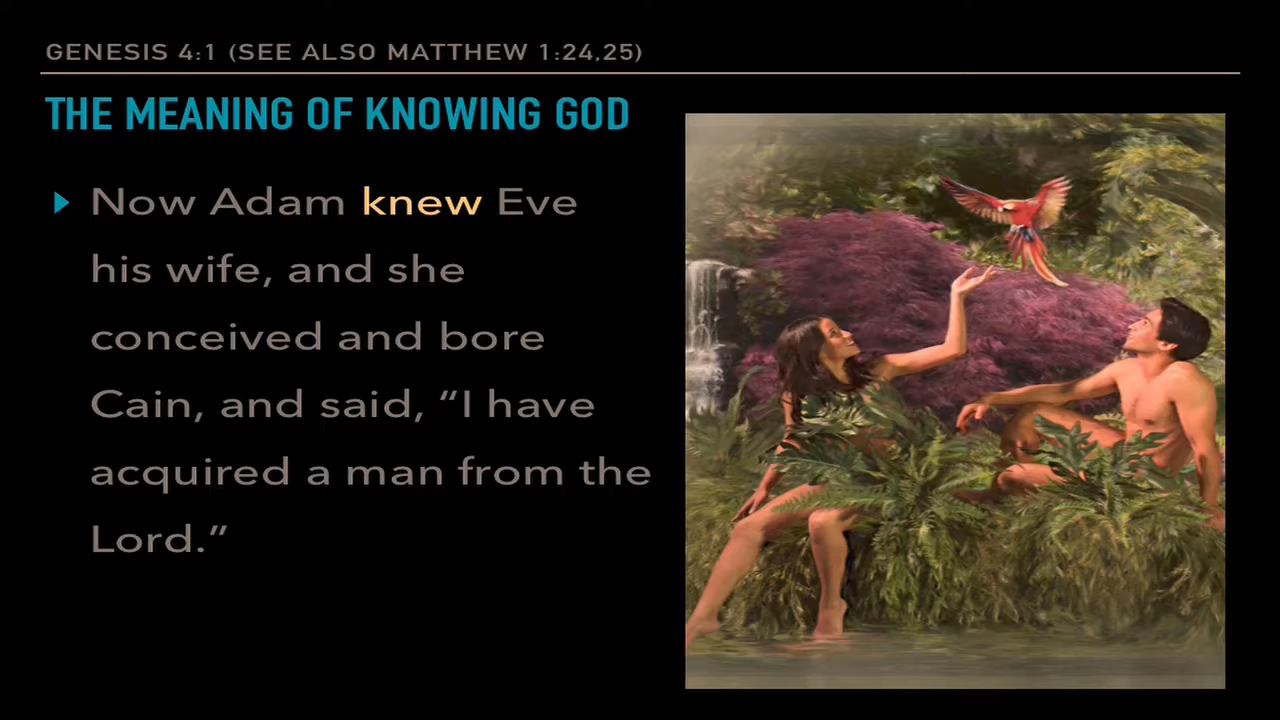 GENESIS 4:1 (SEE ALSO MATTHEW 1:24,25)
THE MEANING OF KNOWING GOD
Now Adam knew Eve
his wife, and she
conceived and bore
Cain, and said, “I have
acquired a man from the
Lord.”